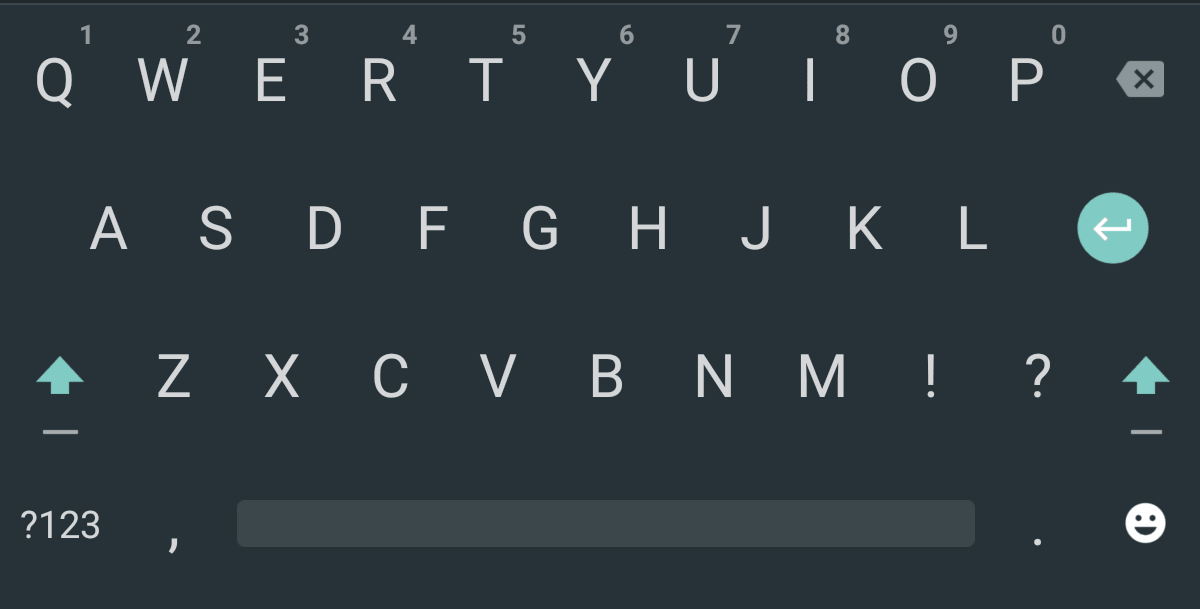 1 2 3 4 5 6 7 8 9 0
Q W E R T Y U I O P
A S D F G H J K L
Z X C V B N M ! ?
?123 , .